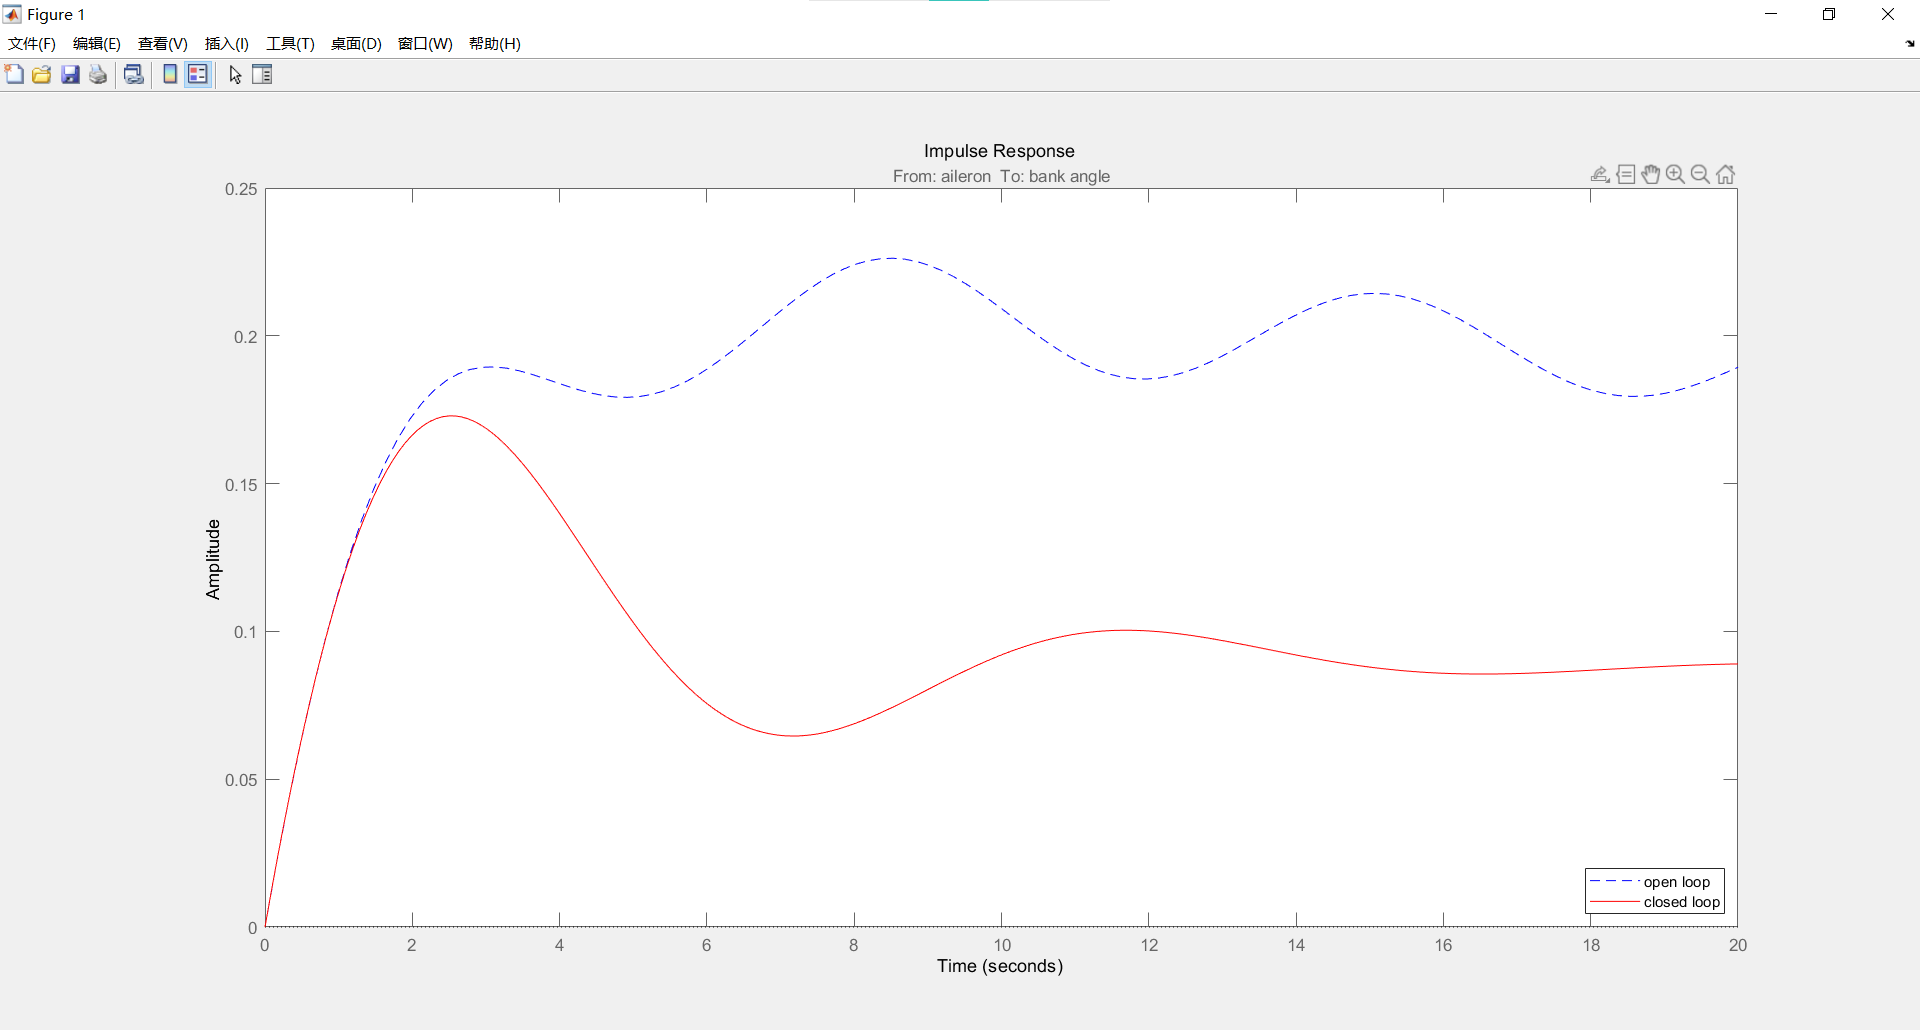 Figure 1
文件(F) 编辑(E) 查看(V) 插入(I) 工具(T) 桌面(D) 窗口(W) 帮助(H)
Impulse Response
From: aileron  To: bank angle
0.25
0.2
0.15
0.1
0.05
0
Amplitude
open loop
closed loop
0 2 4 6 8 10 12 14 16 18 20
Time (seconds)